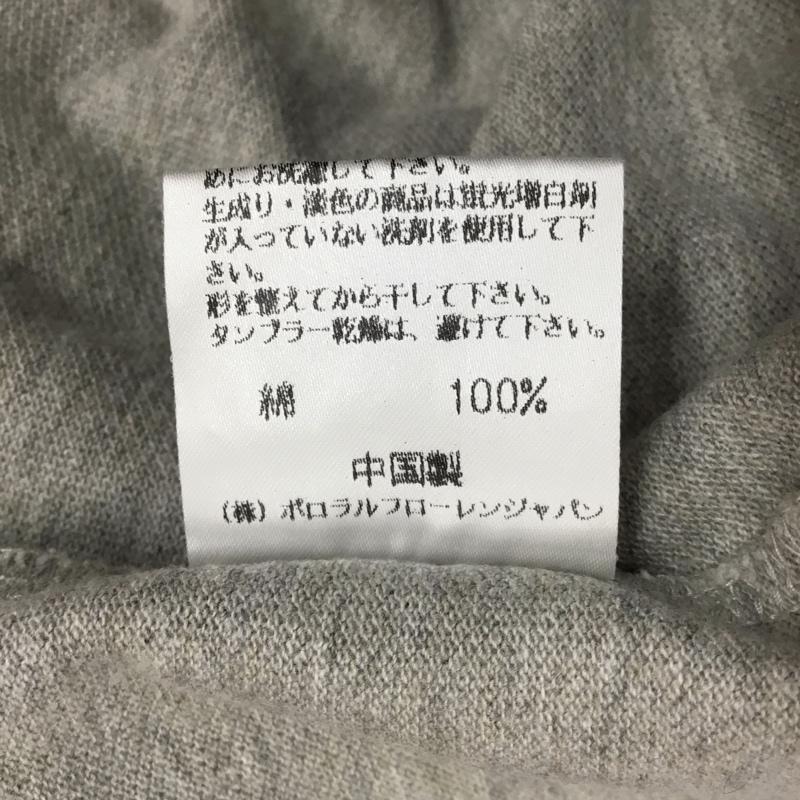 めにお洗濯して下さい。
生成り・淡色の商品は蛍光増白剤
が入っていない洗剤を使用して下
さい。
形を整えてから干して下さい。
タンブラー乾燥は、避けて下さい。
綿 100%
中国製
(株) ポロラルフローレンジャパン